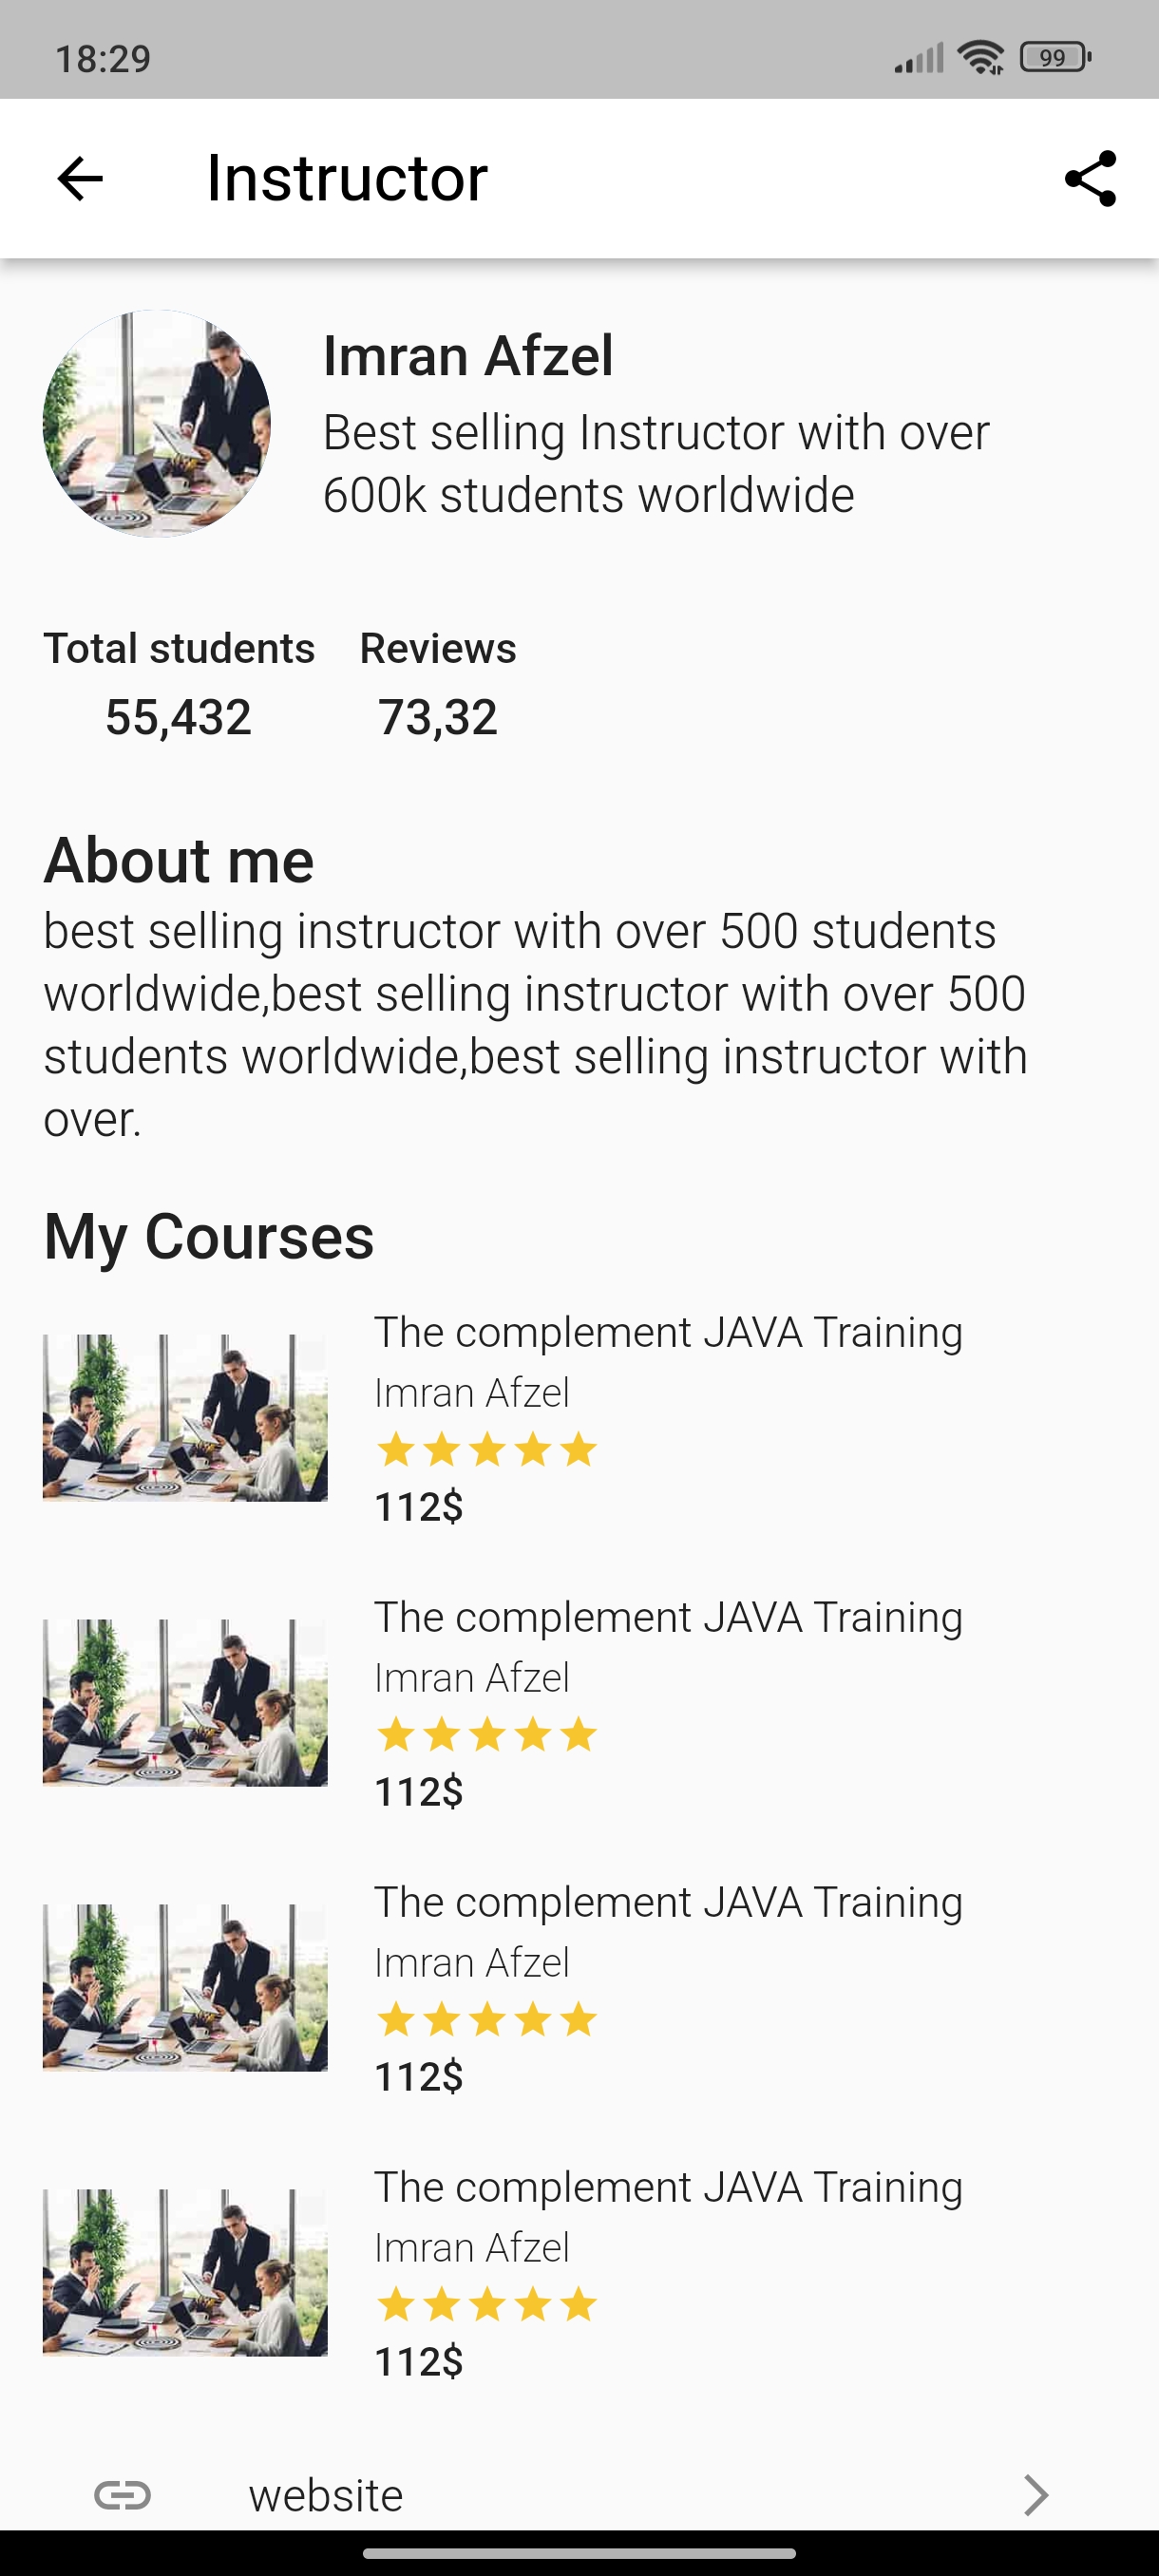 18:29
99
Instructor
Imran Afzel
Best selling Instructor with over
600k students worldwide
Total students Reviews
55,432 73,32
About me
best selling instructor with over 500 students
worldwide,best selling instructor with over 500
students worldwide,best selling instructor with
over.
My Courses
The complement JAVA Training
Imran Afzel
112$
The complement JAVA Training
Imran Afzel
112$
The complement JAVA Training
Imran Afzel
112$
The complement JAVA Training
Imran Afzel
112$
website